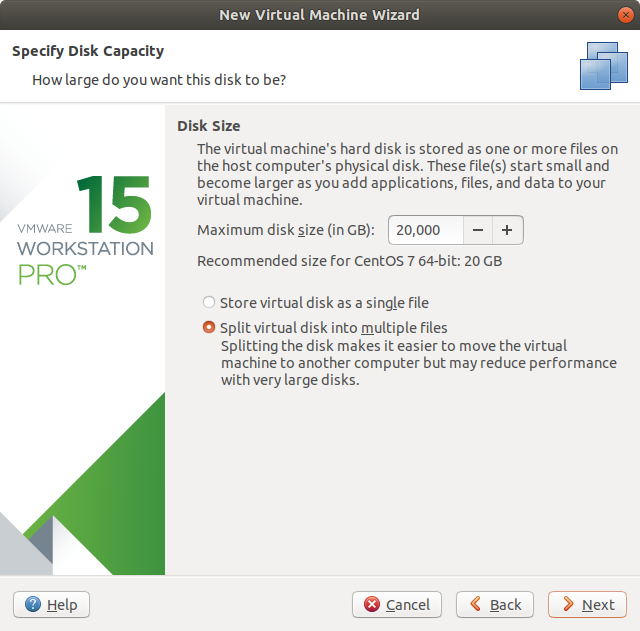 New Virtual Machine Wizard
Specify Disk Capacity
How large do you want this disk to be?
15
VMWARE
WORKSTATION
PRO™
Disk Size
The virtual machine's hard disk is stored as one or more files on
the host computer's physical disk. These file(s) start small and
become larger as you add applications, files, and data to your
virtual machine.
Maximum disk size (in GB): 20,000 − +
Recommended size for CentOS 7 64-bit: 20 GB
Store virtual disk as a single file
Split virtual disk into multiple files
Splitting the disk makes it easier to move the virtual
machine to another computer but may reduce performance
with very large disks.
Help Cancel Back Next